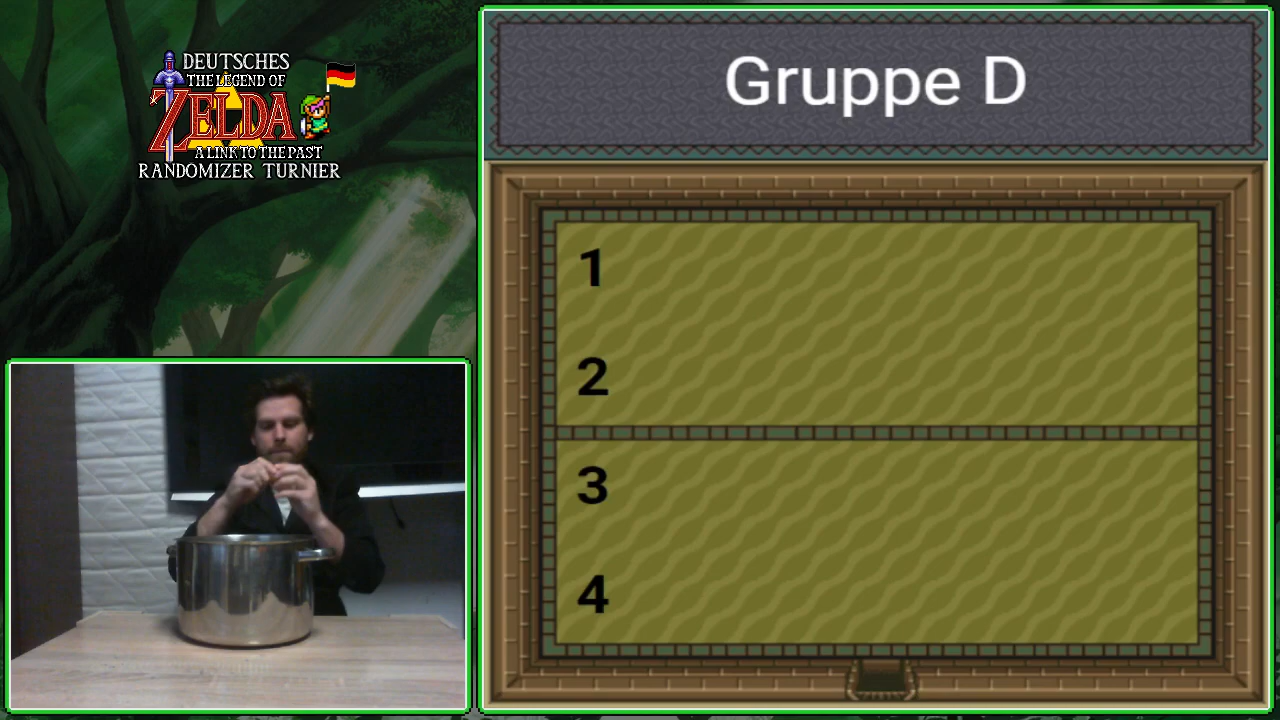 DEUTSCHES
THE LEGEND OF
ZELDA
A LINK TO THE PAST
RANDOMIZER TURNIER
Gruppe D
1
2
3
4